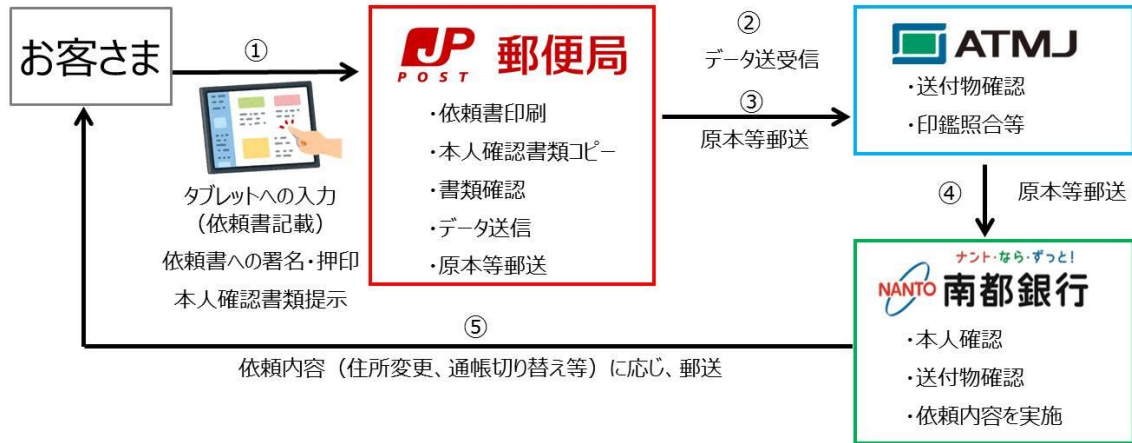 お客さま
①
タブレットへの入力
（依頼書記載）
依頼書への署名・押印
本人確認書類提示
JP
POST
郵便局
・依頼書印刷
・本人確認書類コピー
・書類確認
・データ送信
・原本等郵送
②
データ送受信
③
原本等郵送
ATMJ
・送付物確認
・印鑑照合等
④
原本等郵送
ナント・なら・ずっと！
NANTO 南都銀行
・本人確認
・送付物確認
・依頼内容を実施
⑤
依頼内容（住所変更、通帳切り替え等）に応じ、郵送